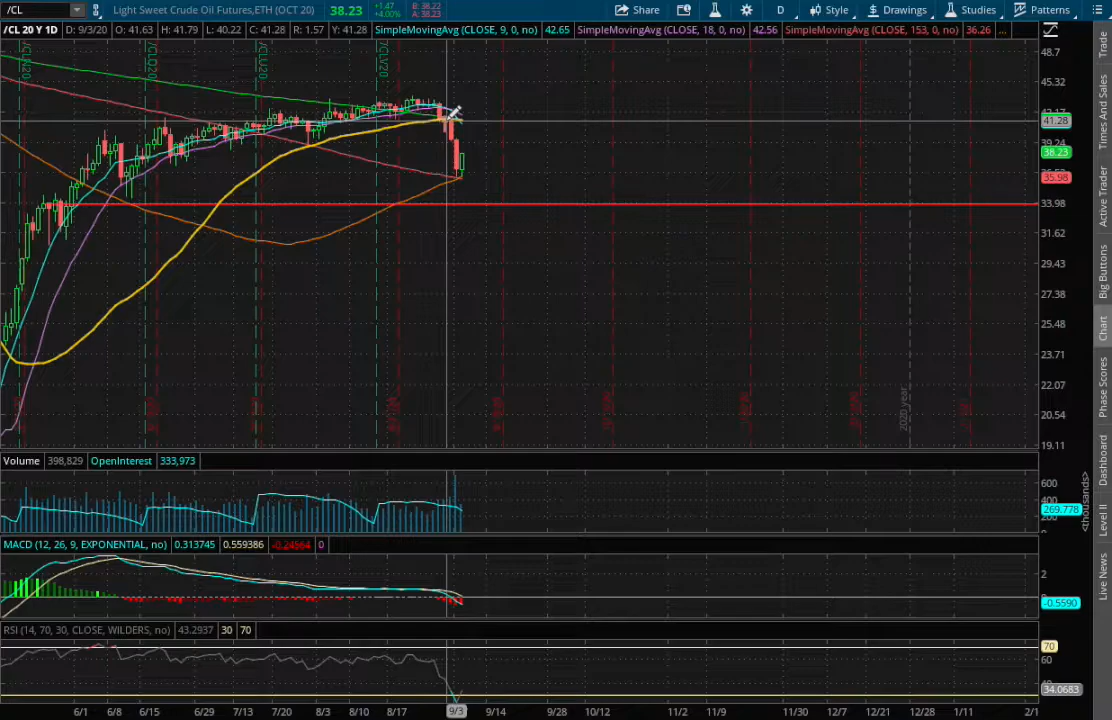 /CL Light Sweet Crude Oil Futures,ETH (OCT 20) 38.23 +1.47 +4.00% B: 38.22 A: 38.23 Share D Style Drawings Studies Patterns
/CL 20 Y 1D D: 9/3/20 O: 41.63 H: 41.79 L: 40.22 C: 41.28 R: 1.57 Y: 41.28 SimpleMovingAvg (CLOSE, 9, 0, no) 42.65 SimpleMovingAvg (CLOSE, 18, 0, no) 42.56 SimpleMovingAvg (CLOSE, 153, 0, no) 36.26 ...
48.7
45.32
41.28
38.23
35.98
33.98
31.62
29.43
27.38
25.48
23.71
22.07
20.54
19.11
2020 year
Volume 398,829 OpenInterest 333,973
600
400
269.778
0
<thousands>
MACD (12, 26, 9, EXPONENTIAL, no) 0.313745 0.559386 -0.24564 0
2
-0.5590
RSI (14, 70, 30, CLOSE, WILDERS, no) 43.2937 30 70
70
60
34.0683
6/1 6/8 6/15 6/29 7/13 7/20 8/3 8/10 8/17 9/3 9/14 9/28 10/12 11/2 11/9 11/30 12/7 12/21 12/28 1/11 2/1
Trade
Times And Sales
Active Trader
Big Buttons
Chart
Phase Scores
Dashboard
Level II
Live News